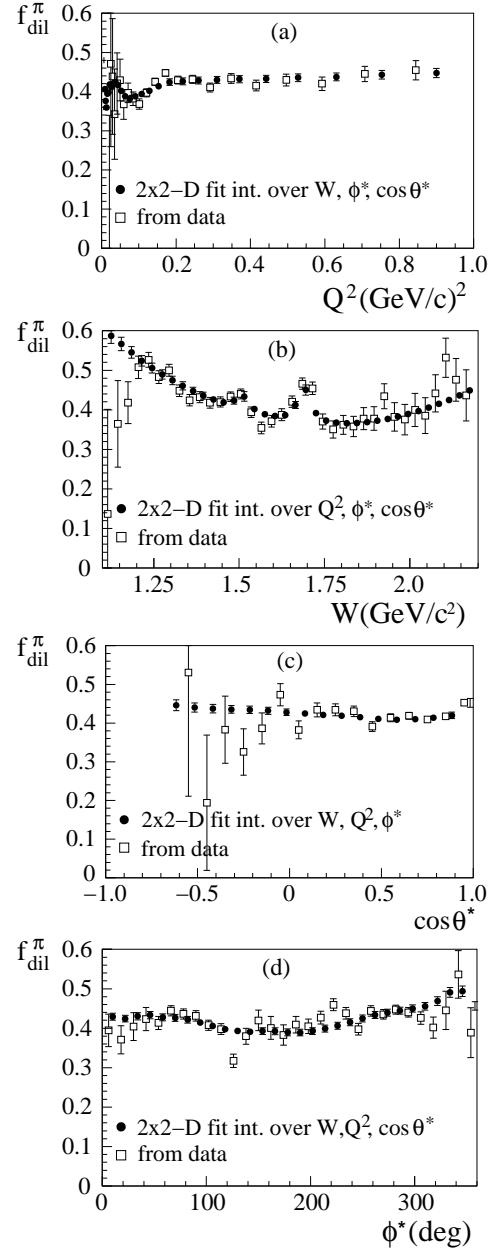 f_dil^π
(a)
0.6
0.5
0.4
0.3
0.2
0.1
0
2x2−D fit int. over W, ϕ*, cosθ*
from data
0 0.2 0.4 0.6 0.8 1.0
Q² (GeV/c)²
f_dil^π
(b)
0.6
0.5
0.4
0.3
0.2
0.1
0
2x2−D fit int. over Q², ϕ*, cosθ*
from data
1.25 1.5 1.75 2.0
W(GeV/c²)
f_dil^π
(c)
0.6
0.5
0.4
0.3
0.2
0.1
0
2x2−D fit int. over W, Q², ϕ*
from data
−1.0 −0.5 0 0.5 1.0
cosθ*
f_dil^π
(d)
0.6
0.5
0.4
0.3
0.2
0.1
0
2x2−D fit int. over W,Q², cosθ*
from data
0 100 200 300
ϕ*(deg)